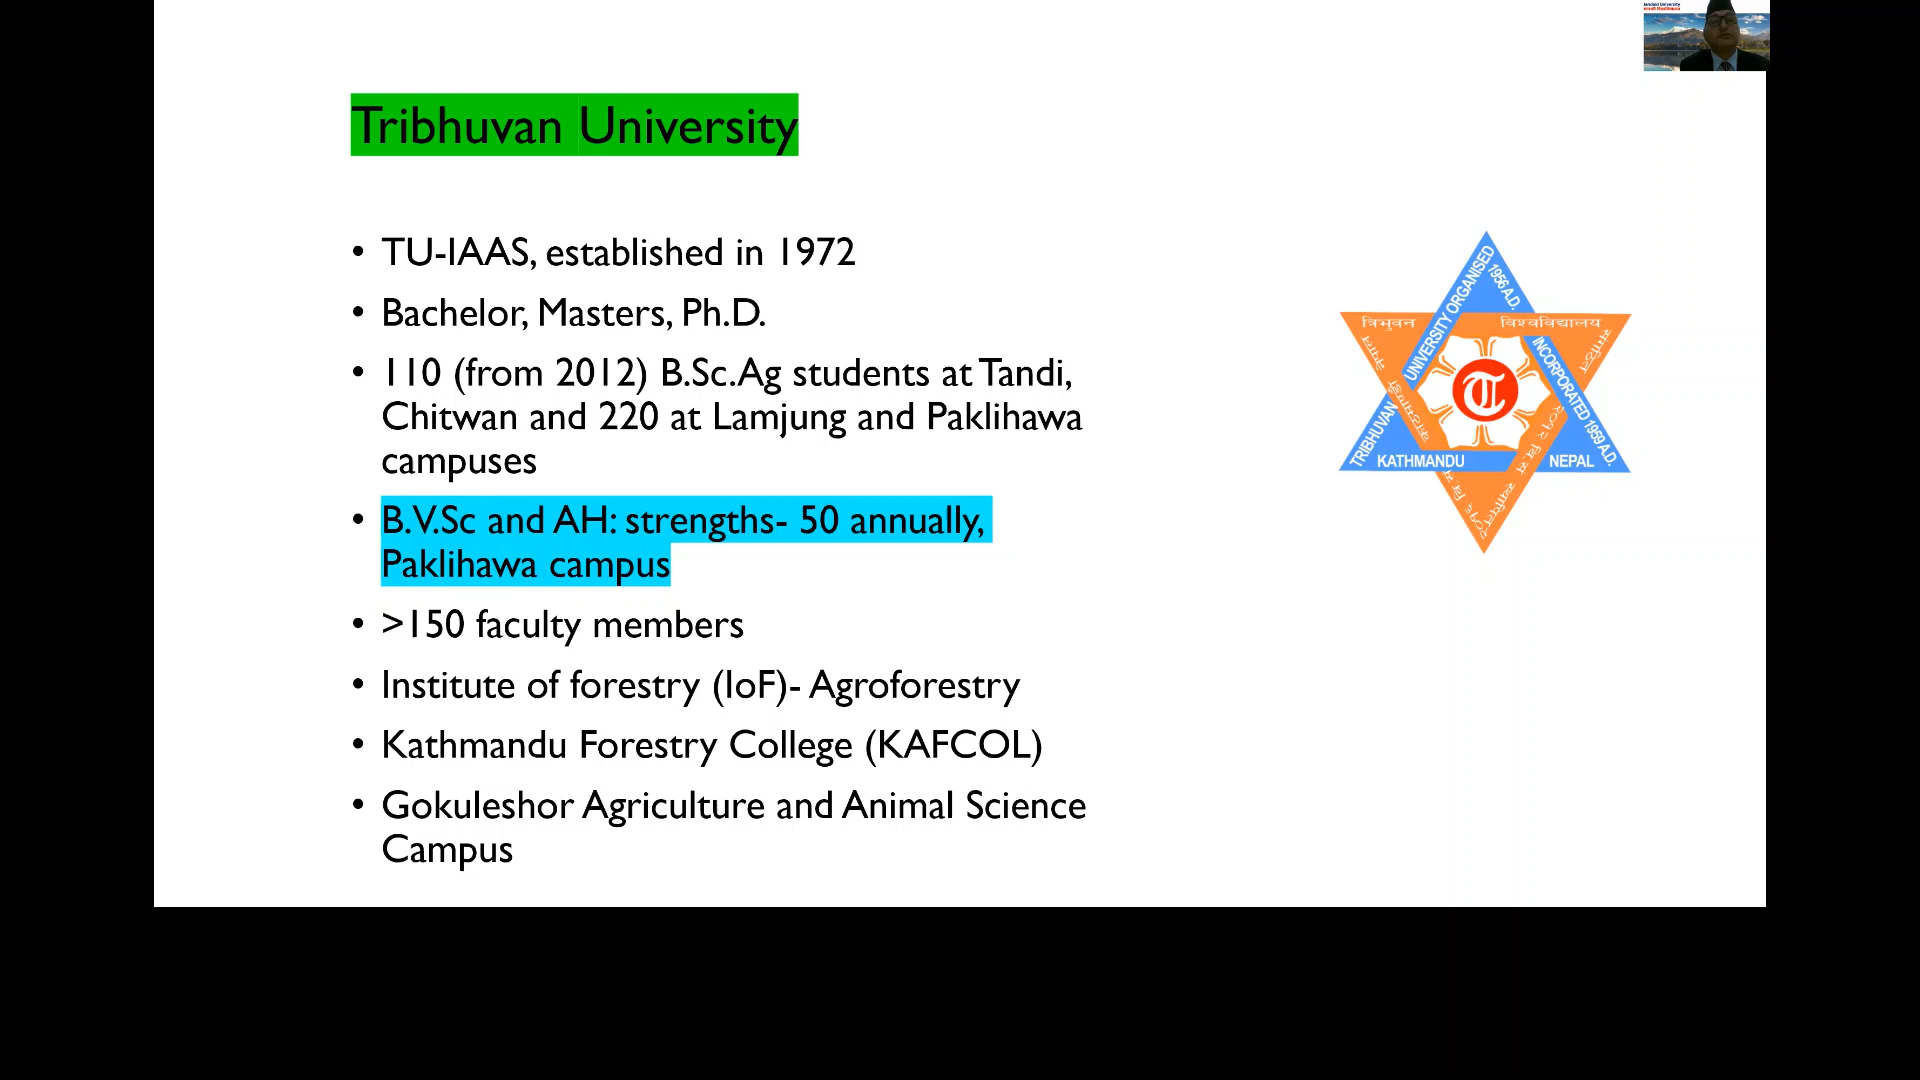 Tribhuvan University
• TU-IAAS, established in 1972
• Bachelor, Masters, Ph.D.
• 110 (from 2012) B.Sc.Ag students at Tandi,
Chitwan and 220 at Lamjung and Paklihawa
campuses
• B.V.Sc and AH: strengths- 50 annually,
Paklihawa campus
• >150 faculty members
• Institute of forestry (IoF)- Agroforestry
• Kathmandu Forestry College (KAFCOL)
• Gokuleshor Agriculture and Animal Science
Campus
TRIBHUVAN UNIVERSITY ORGANISED
1956 A.D.
INCORPORATED 1959 A.D.
त्रिभुवन विश्वविद्यालय
KATHMANDU NEPAL